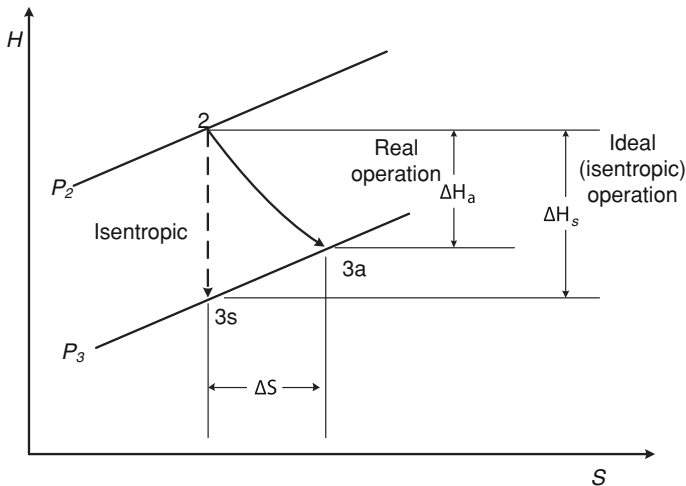 H
2
Real
operation
Ideal
(isentropic)
operation
P₂
ΔHₐ
ΔHₛ
Isentropic
3a
3s
P₃
ΔS
S